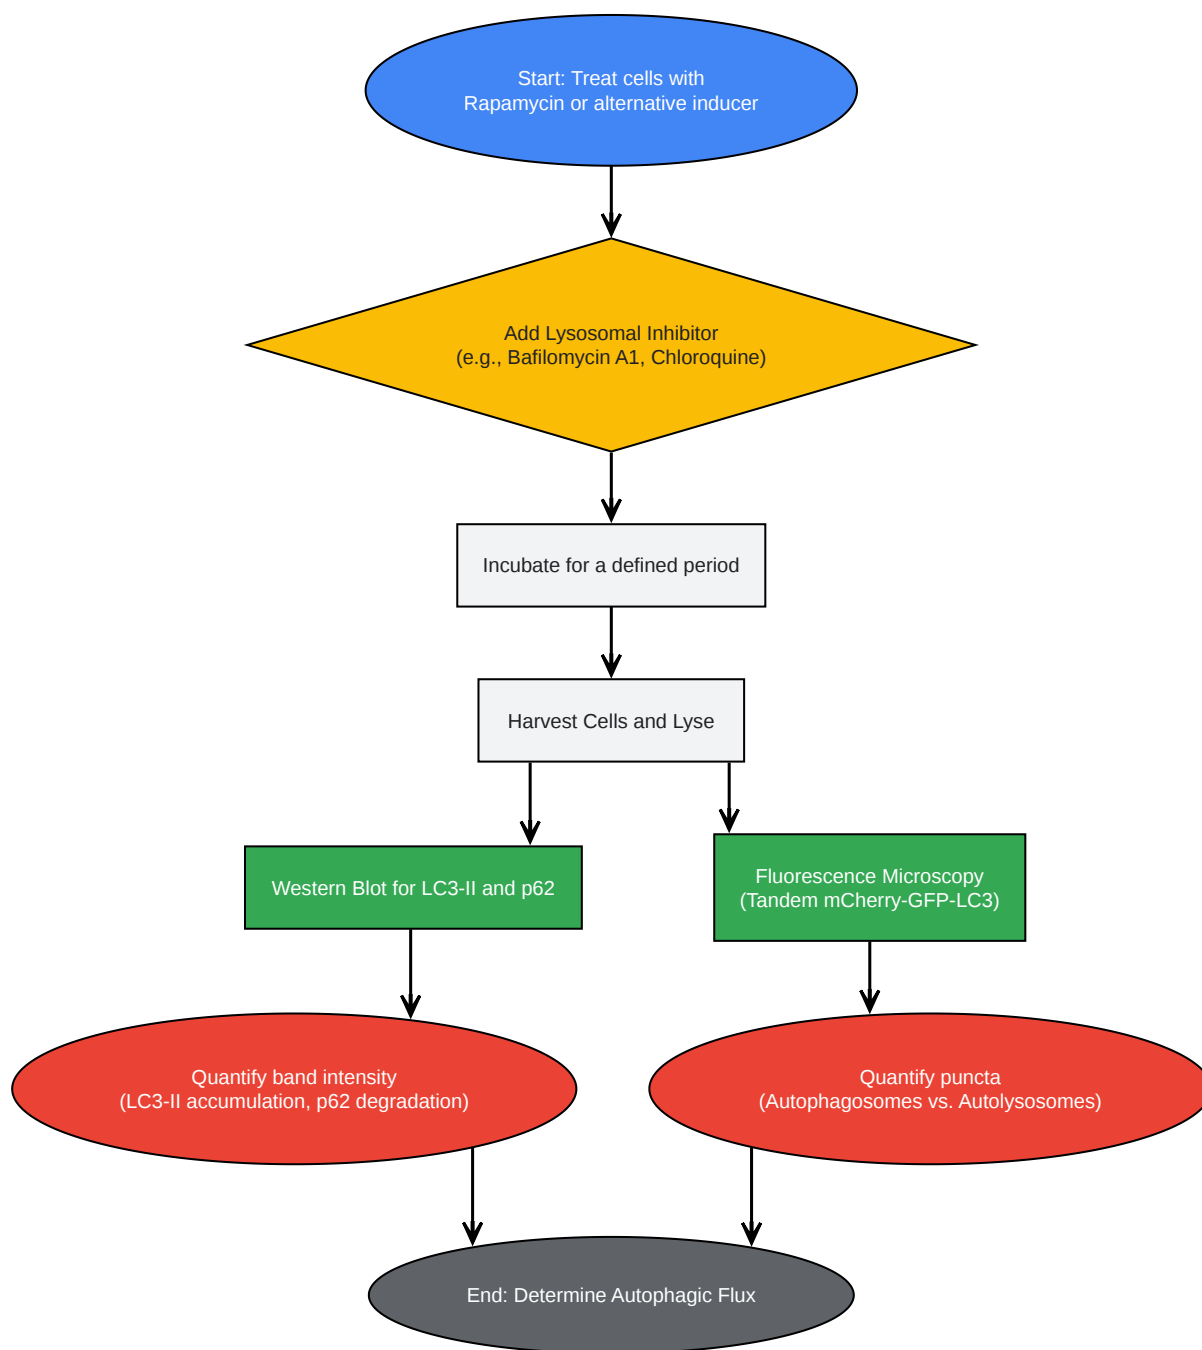 Start: Treat cells with
Rapamycin or alternative inducer
Add Lysosomal Inhibitor
(e.g., Bafilomycin A1, Chloroquine)
Incubate for a defined period
Harvest Cells and Lyse
Western Blot for LC3-II and p62
Fluorescence Microscopy
(Tandem mCherry-GFP-LC3)
Quantify band intensity
(LC3-II accumulation, p62 degradation)
Quantify puncta
(Autophagosomes vs. Autolysosomes)
End: Determine Autophagic Flux